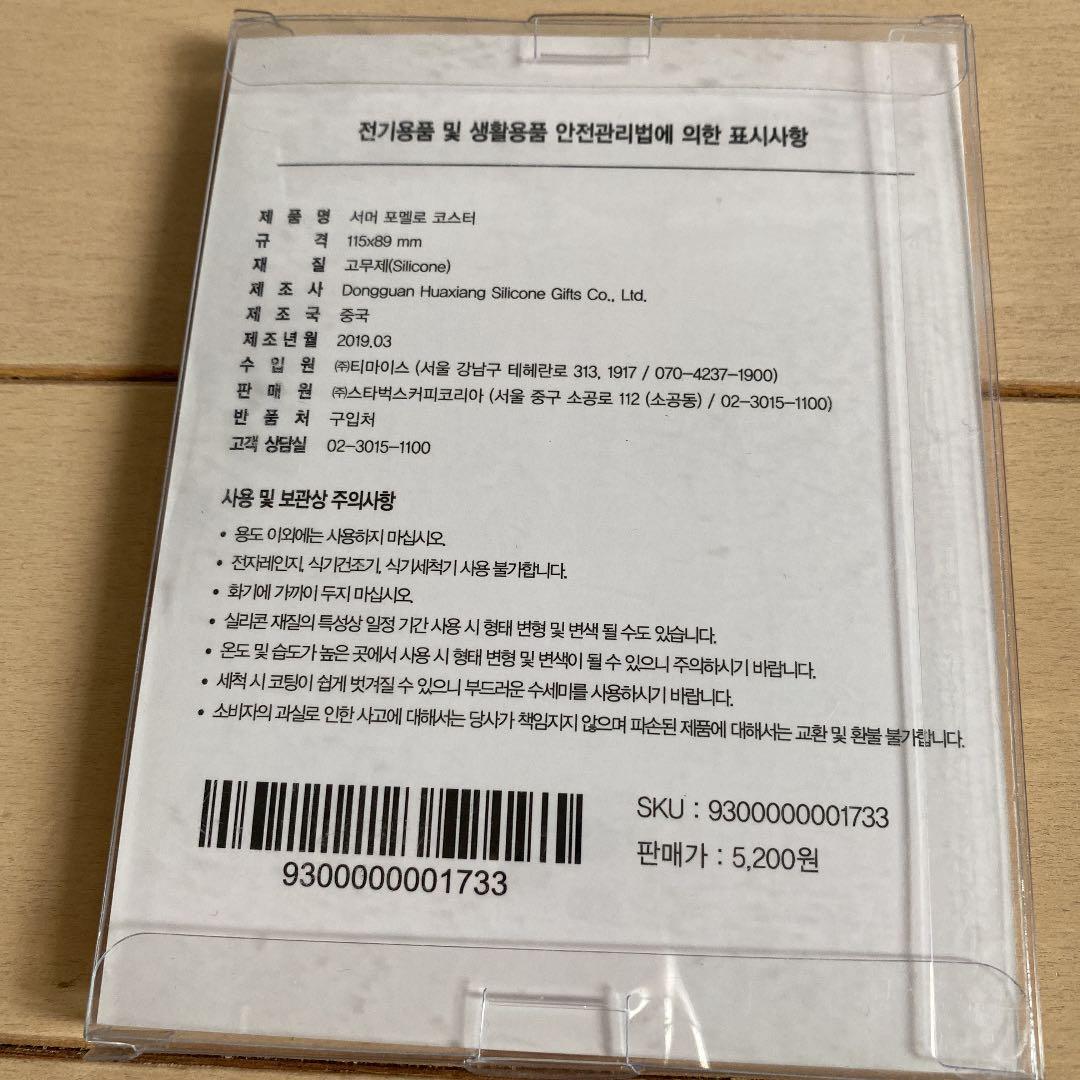 전기용품 및 생활용품 안전관리법에 의한 표시사항
제 품 명 서머 포멜로 코스터
규 격 115x89 mm
재 질 고무제(Silicone)
제 조 사 Dongguan Huaxiang Silicone Gifts Co., Ltd.
제 조 국 중국
제조년월 2019.03
수 입 원 ㈜티마이스 (서울 강남구 테헤란로 313, 1917 / 070-4237-1900)
판 매 원 ㈜스타벅스커피코리아 (서울 중구 소공로 112 (소공동) / 02-3015-1100)
반 품 처 구입처
고객 상담실 02-3015-1100
사용 및 보관상 주의사항
• 용도 이외에는 사용하지 마십시오.
• 전자레인지, 식기건조기, 식기세척기 사용 불가합니다.
• 화기에 가까이 두지 마십시오.
• 실리콘 재질의 특성상 일정 기간 사용 시 형태 변형 및 변색 될 수도 있습니다.
• 온도 및 습도가 높은 곳에서 사용 시 형태 변형 및 변색이 될 수 있으니 주의하시기 바랍니다.
• 세척 시 코팅이 쉽게 벗겨질 수 있으니 부드러운 수세미를 사용하시기 바랍니다.
• 소비자의 과실로 인한 사고에 대해서는 당사가 책임지지 않으며 파손된 제품에 대해서는 교환 및 환불 불가합니다.
9300000001733
SKU : 9300000001733
판매가 : 5,200원